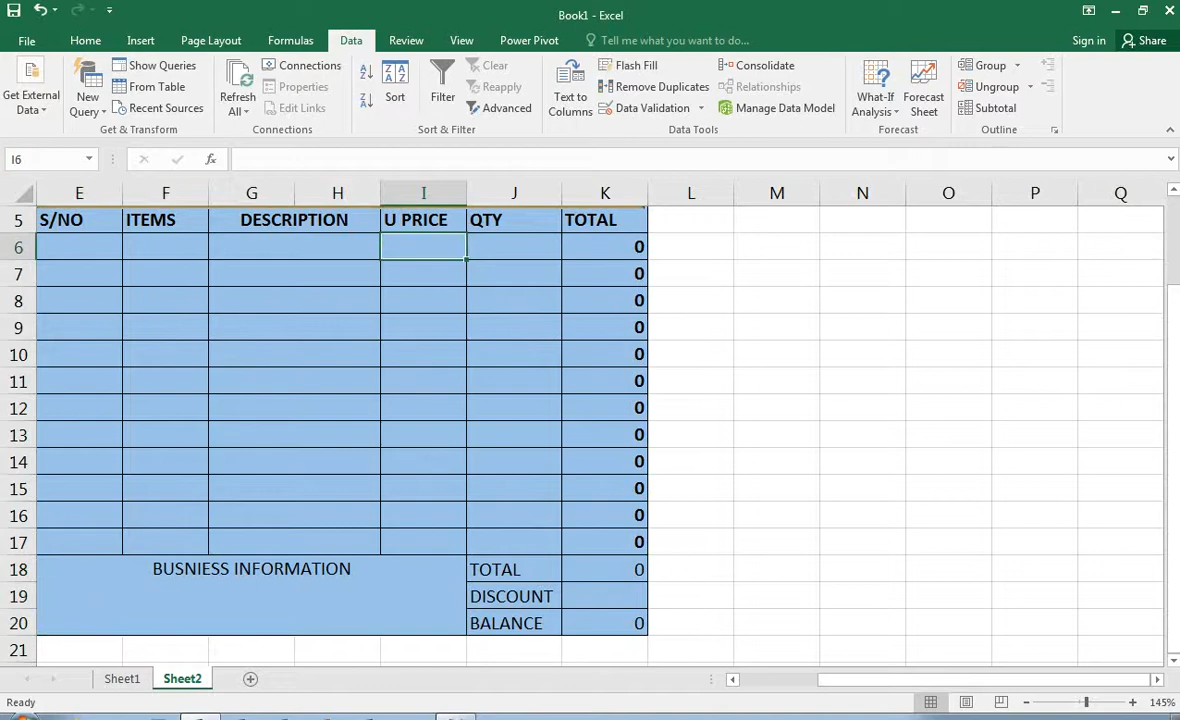 Book1 - Excel
File Home Insert Page Layout Formulas Data Review View Power Pivot Tell me what you want to do... Sign in Share
Get External Data
New Query
Show Queries
From Table
Recent Sources
Get & Transform
Refresh All
Connections
Properties
Edit Links
Connections
Sort
Filter
Clear
Reapply
Advanced
Sort & Filter
Text to Columns
Flash Fill
Remove Duplicates
Data Validation
Consolidate
Relationships
Manage Data Model
Data Tools
What-If Analysis
Forecast Sheet
Forecast
Group
Ungroup
Subtotal
Outline
I6 fx
E F G H I J K L M N O P Q
5 S/NO ITEMS DESCRIPTION U PRICE QTY TOTAL
6 0
7 0
8 0
9 0
10 0
11 0
12 0
13 0
14 0
15 0
16 0
17 0
18 BUSNIESS INFORMATION TOTAL 0
19 DISCOUNT
20 BALANCE 0
21
Sheet1 Sheet2
Ready 145%